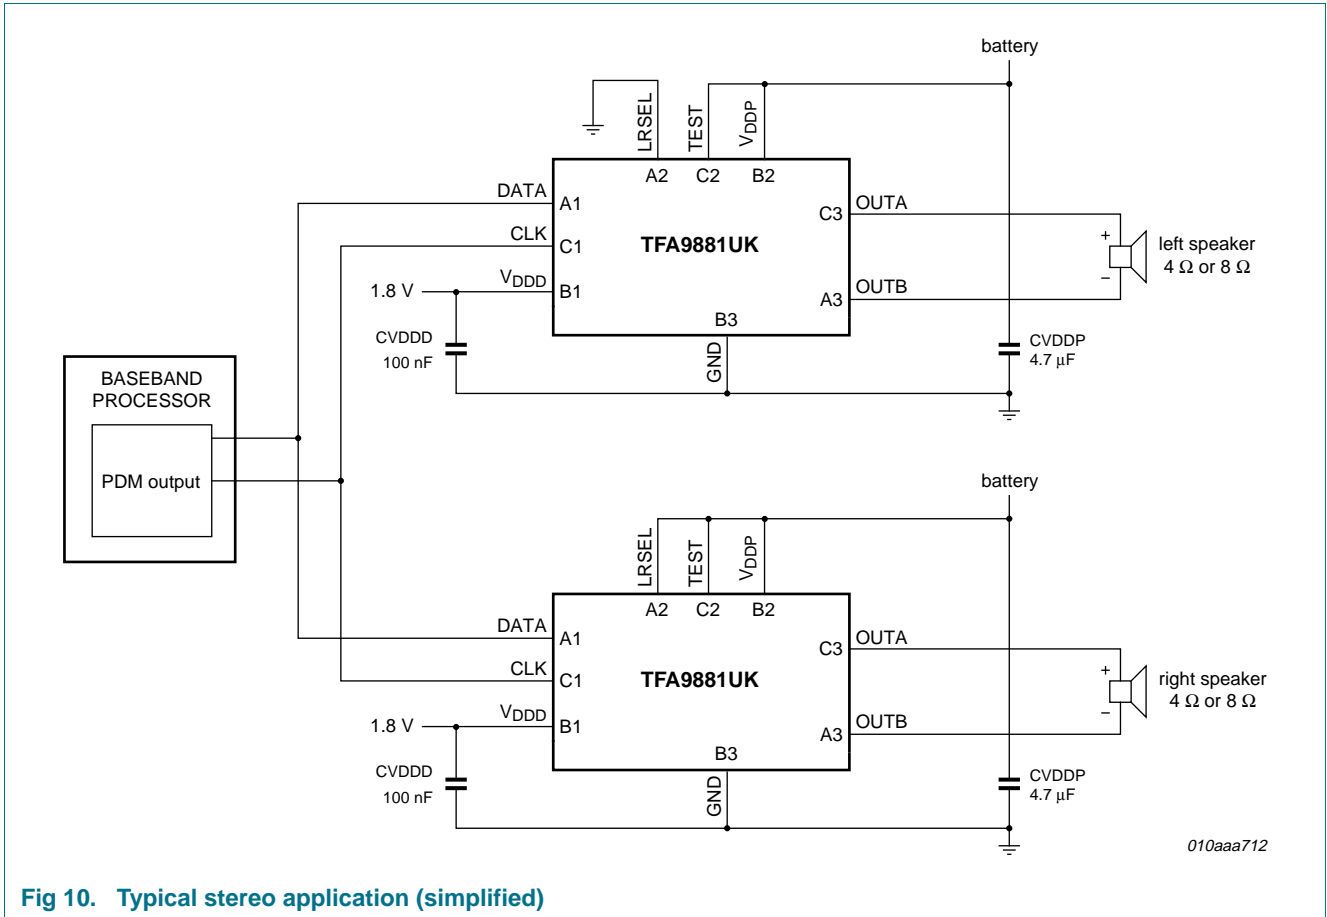 battery
LRSEL
TEST
VDDP
A2 C2 B2
DATA
A1
CLK
C1
VDDD
1.8 V
B1
TFA9881UK
C3
OUTA
A3
OUTB
+
−
left speaker
4 Ω or 8 Ω
B3
GND
CVDDD
100 nF
CVDDP
4.7 μF
BASEBAND
PROCESSOR
PDM output
battery
LRSEL
TEST
VDDP
A2 C2 B2
DATA
A1
CLK
C1
VDDD
1.8 V
B1
TFA9881UK
C3
OUTA
A3
OUTB
+
−
right speaker
4 Ω or 8 Ω
B3
GND
CVDDD
100 nF
CVDDP
4.7 μF
010aaa712
Fig 10. Typical stereo application (simplified)